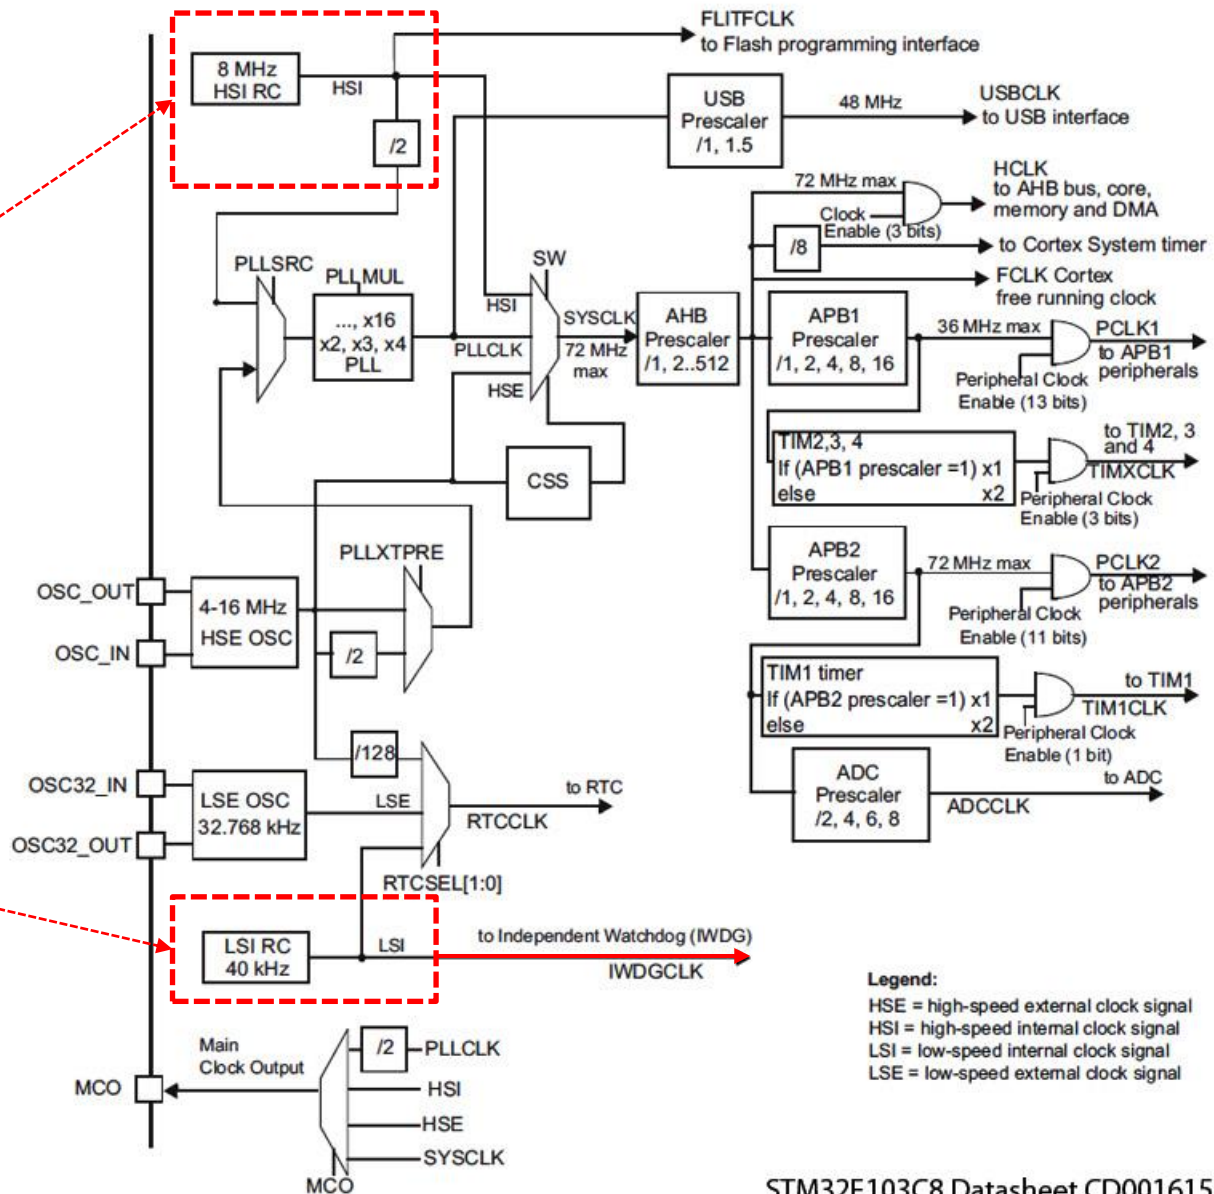 FLITFCLK
to Flash programming interface
8 MHz
HSI RC
HSI
/2
USB
Prescaler
/1, 1.5
48 MHz
USBCLK
to USB interface
72 MHz max
HCLK
to AHB bus, core,
memory and DMA
Clock
Enable (3 bits)
/8
to Cortex System timer
FCLK Cortex
free running clock
PLLSRC
PLLMUL
..., x16
x2, x3, x4
PLL
SW
HSI
PLLCLK
HSE
SYSCLK
72 MHz
max
AHB
Prescaler
/1, 2..512
APB1
Prescaler
/1, 2, 4, 8, 16
36 MHz max
PCLK1
to APB1
peripherals
Peripheral Clock
Enable (13 bits)
TIM2,3, 4
If (APB1 prescaler =1) x1
else x2
to TIM2, 3
and 4
TIMXCLK
Peripheral Clock
Enable (3 bits)
CSS
PLLXTPRE
OSC_OUT
OSC_IN
4-16 MHz
HSE OSC
/2
APB2
Prescaler
/1, 2, 4, 8, 16
72 MHz max
PCLK2
to APB2
peripherals
Peripheral Clock
Enable (11 bits)
TIM1 timer
If (APB2 prescaler =1) x1
else x2
to TIM1
TIM1CLK
Peripheral Clock
Enable (1 bit)
/128
OSC32_IN
OSC32_OUT
LSE OSC
32.768 kHz
LSE
to RTC
RTCCLK
RTCSEL[1:0]
ADC
Prescaler
/2, 4, 6, 8
to ADC
ADCCLK
LSI RC
40 kHz
LSI
to Independent Watchdog (IWDG)
IWDGCLK
Legend:
HSE = high-speed external clock signal
HSI = high-speed internal clock signal
LSI = low-speed internal clock signal
LSE = low-speed external clock signal
Main
Clock Output
MCO
/2
PLLCLK
HSI
HSE
SYSCLK
MCO
STM32F103C8 Datasheet CD001615